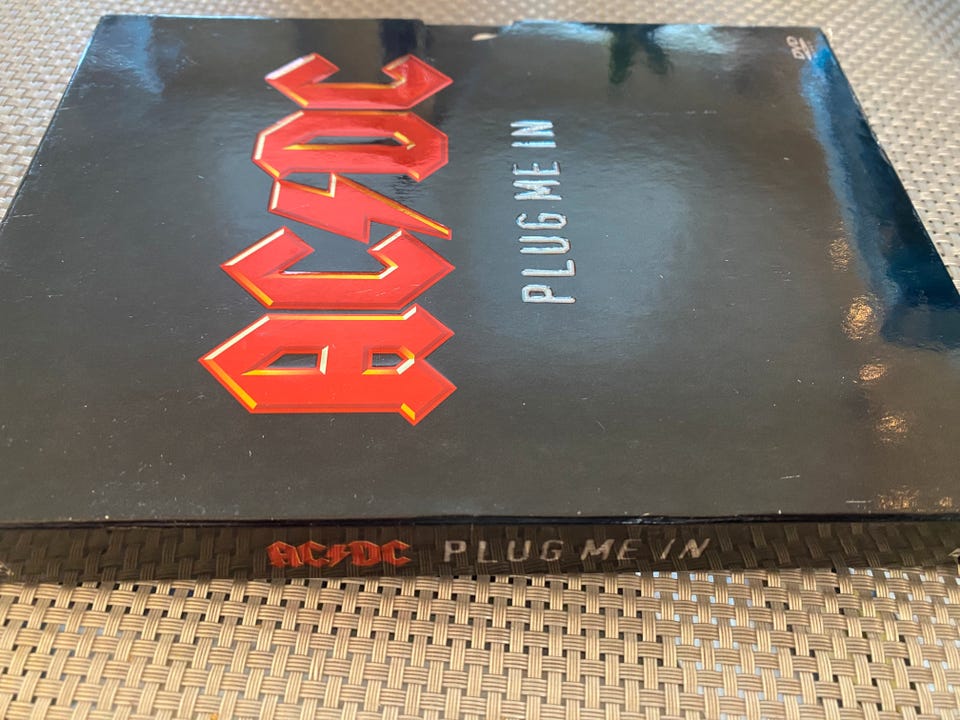 AC/DC
PLUG ME IN
DVD
AC/DC PLUG ME IN